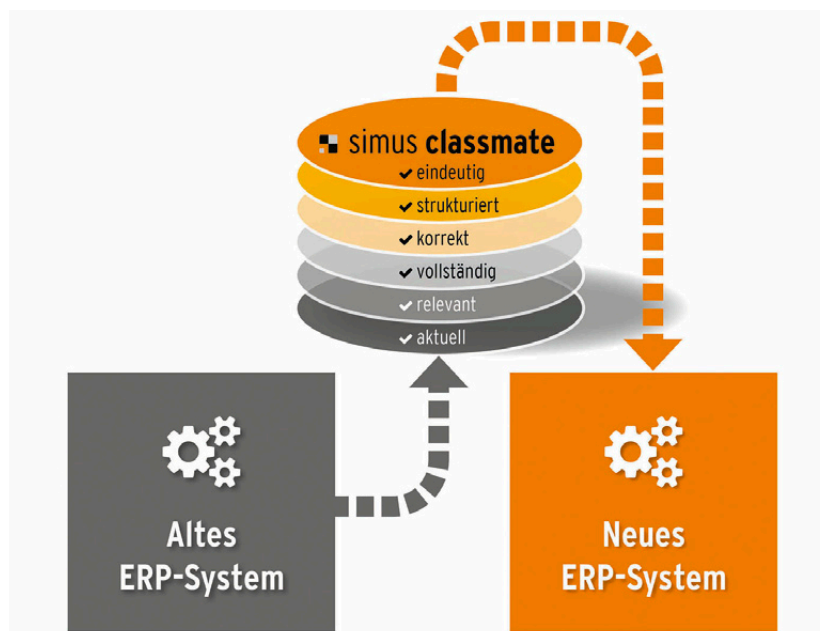 simus classmate
✔ eindeutig
✔ strukturiert
✔ korrekt
✔ vollständig
✔ relevant
✔ aktuell
Altes
ERP-System
Neues
ERP-System